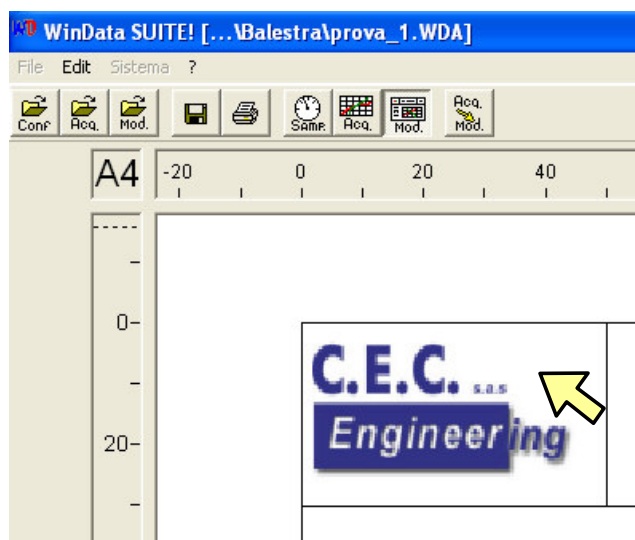 WinData SUITE! [...\Balestra\prova_1.WDA]
File Edit Sistema ?
Conf Acq. Mod. SAMP. Acq. Mod. Acq. Mod.
A4 -20 0 20 40
0
C.E.C. s.a.s
Engineering
20